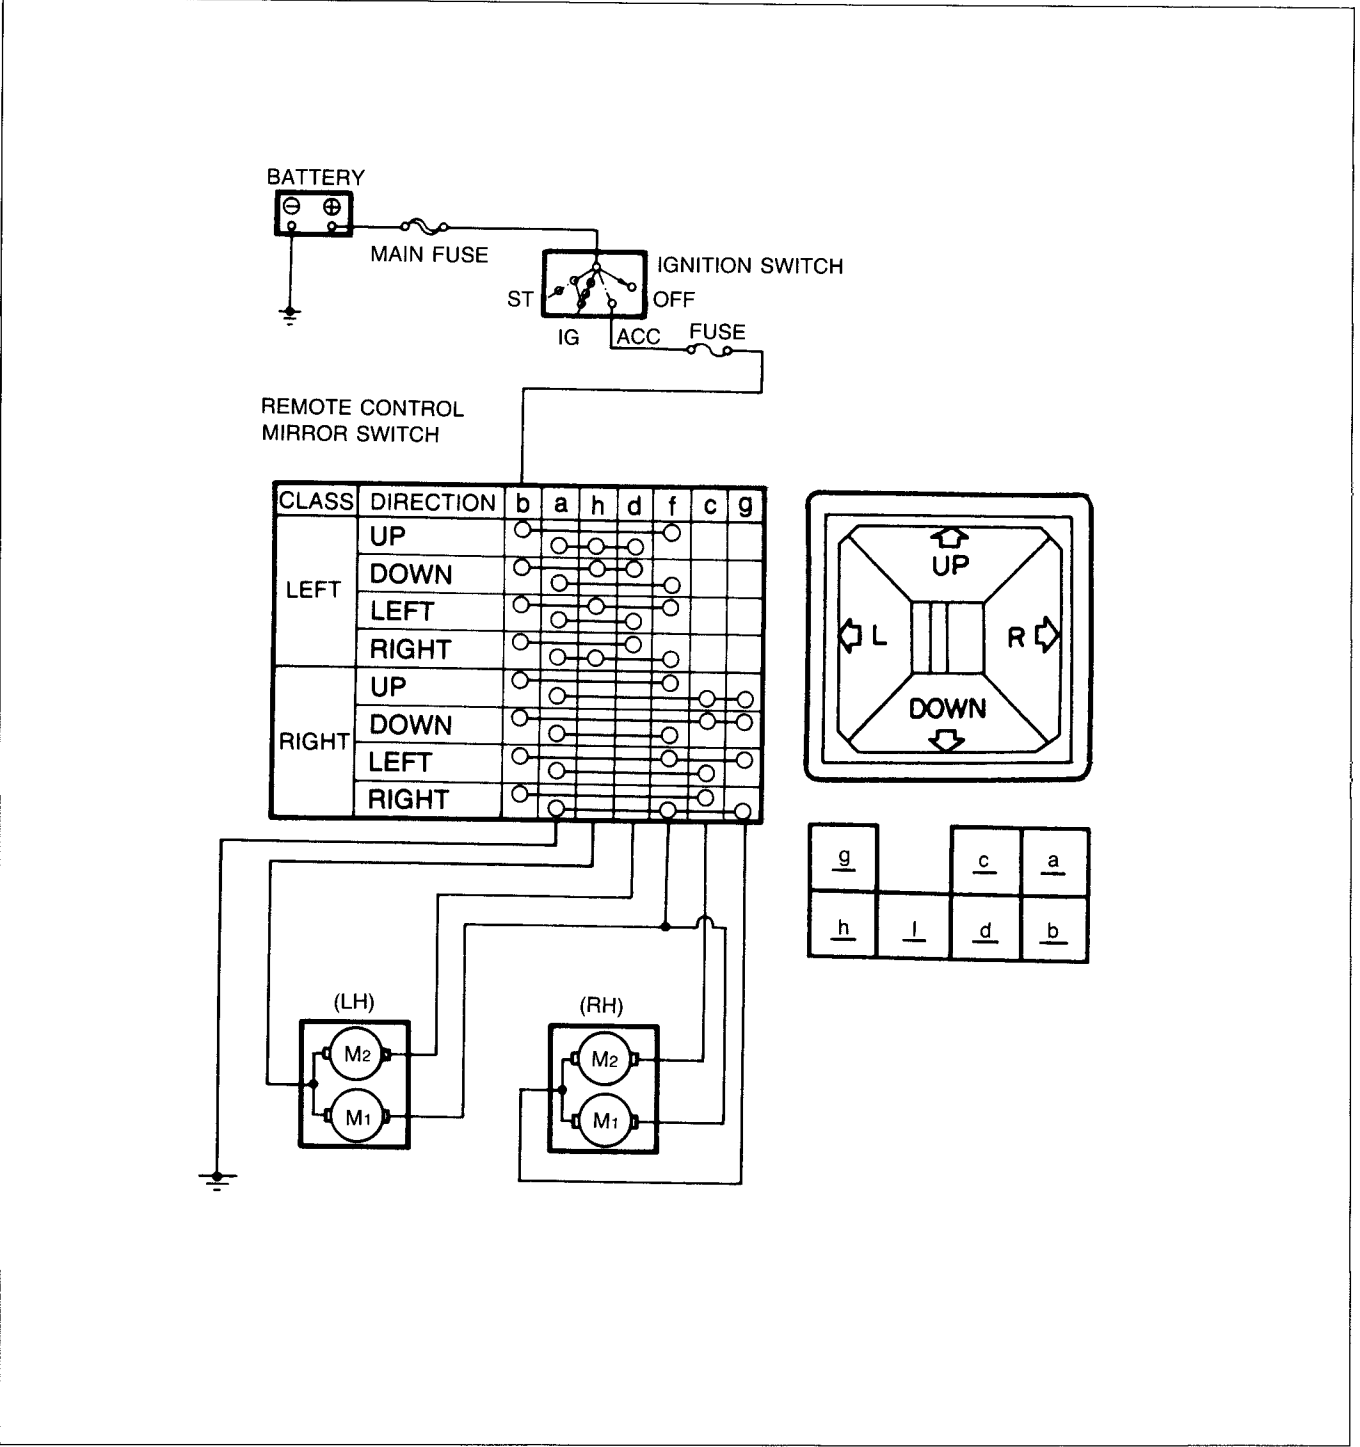 BATTERY
⊖ ⊕
MAIN FUSE
IGNITION SWITCH
ST
OFF
IG
ACC
FUSE
REMOTE CONTROL
MIRROR SWITCH
CLASS DIRECTION b a h d f c g
LEFT
UP
DOWN
LEFT
RIGHT
RIGHT
UP
DOWN
LEFT
RIGHT
UP
L
R
DOWN
g c a
h l d b
(LH)
M2
M1
(RH)
M2
M1